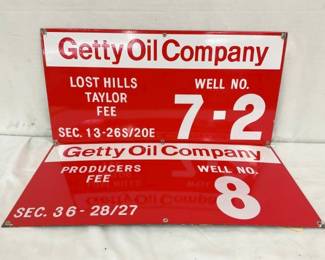 Getty Oil Company
LOST HILLS WELL NO.
TAYLOR
FEE 7-2
SEC. 13-26S/20E
Getty Oil Company
PRODUCERS WELL NO.
FEE 8
SEC. 36-28/27